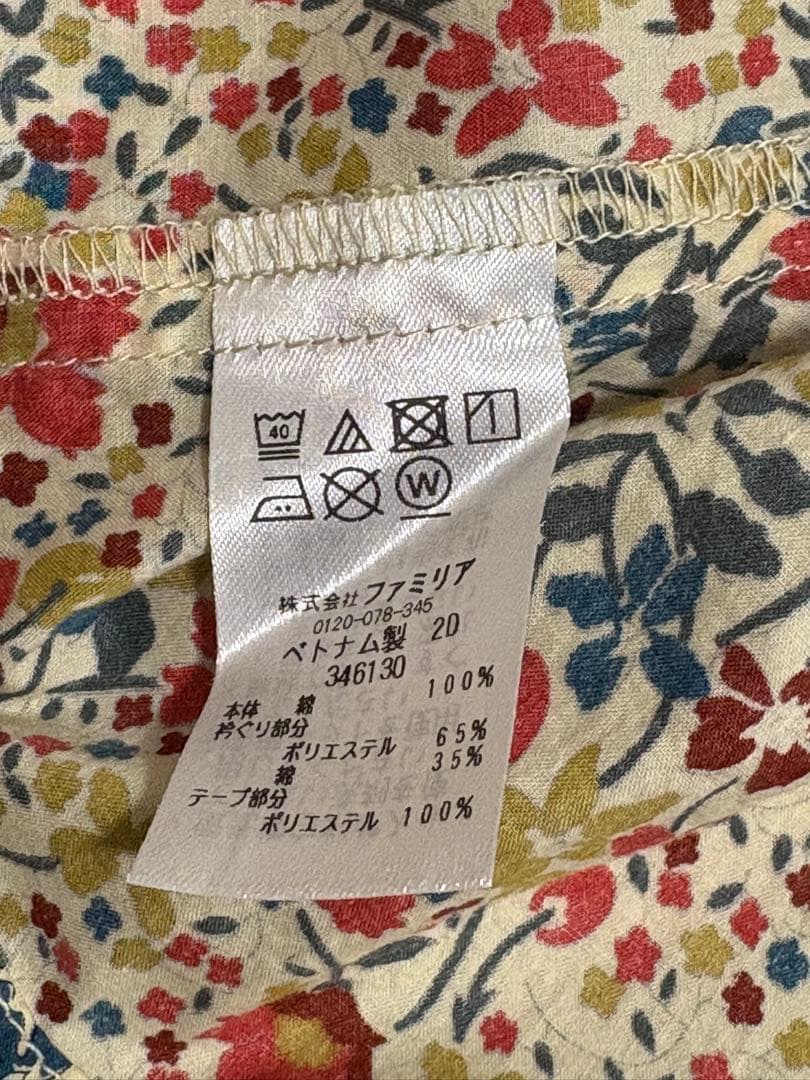 40
W
株式会社 ファミリア
0120-078-345
ベトナム製 2D
346130
本体 綿 100%
衿ぐり部分
ポリエステル 65%
綿 35%
テープ部分
ポリエステル 100%